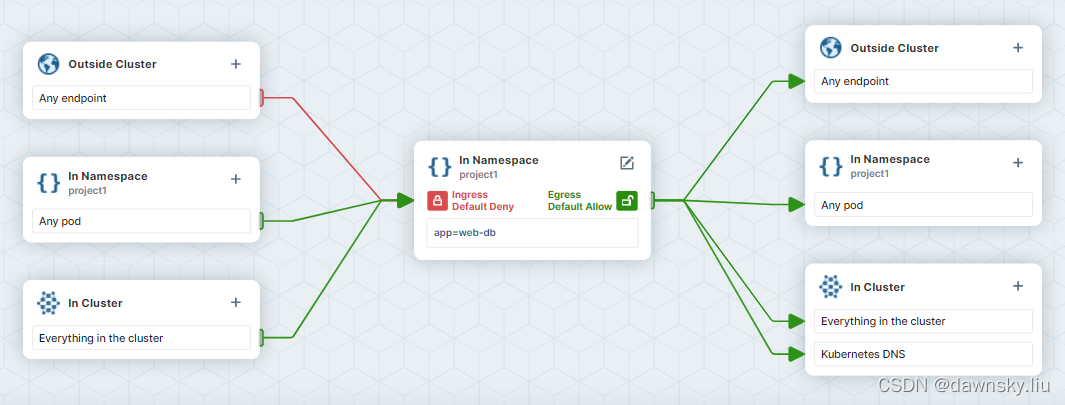 Outside Cluster
Any endpoint
In Namespace
project1
Any pod
In Cluster
Everything in the cluster
In Namespace
project1
Ingress
Default Deny
Egress
Default Allow
app=web-db
Outside Cluster
Any endpoint
In Namespace
project1
Any pod
In Cluster
Everything in the cluster
Kubernetes DNS
CSDN @dawnsky.liu